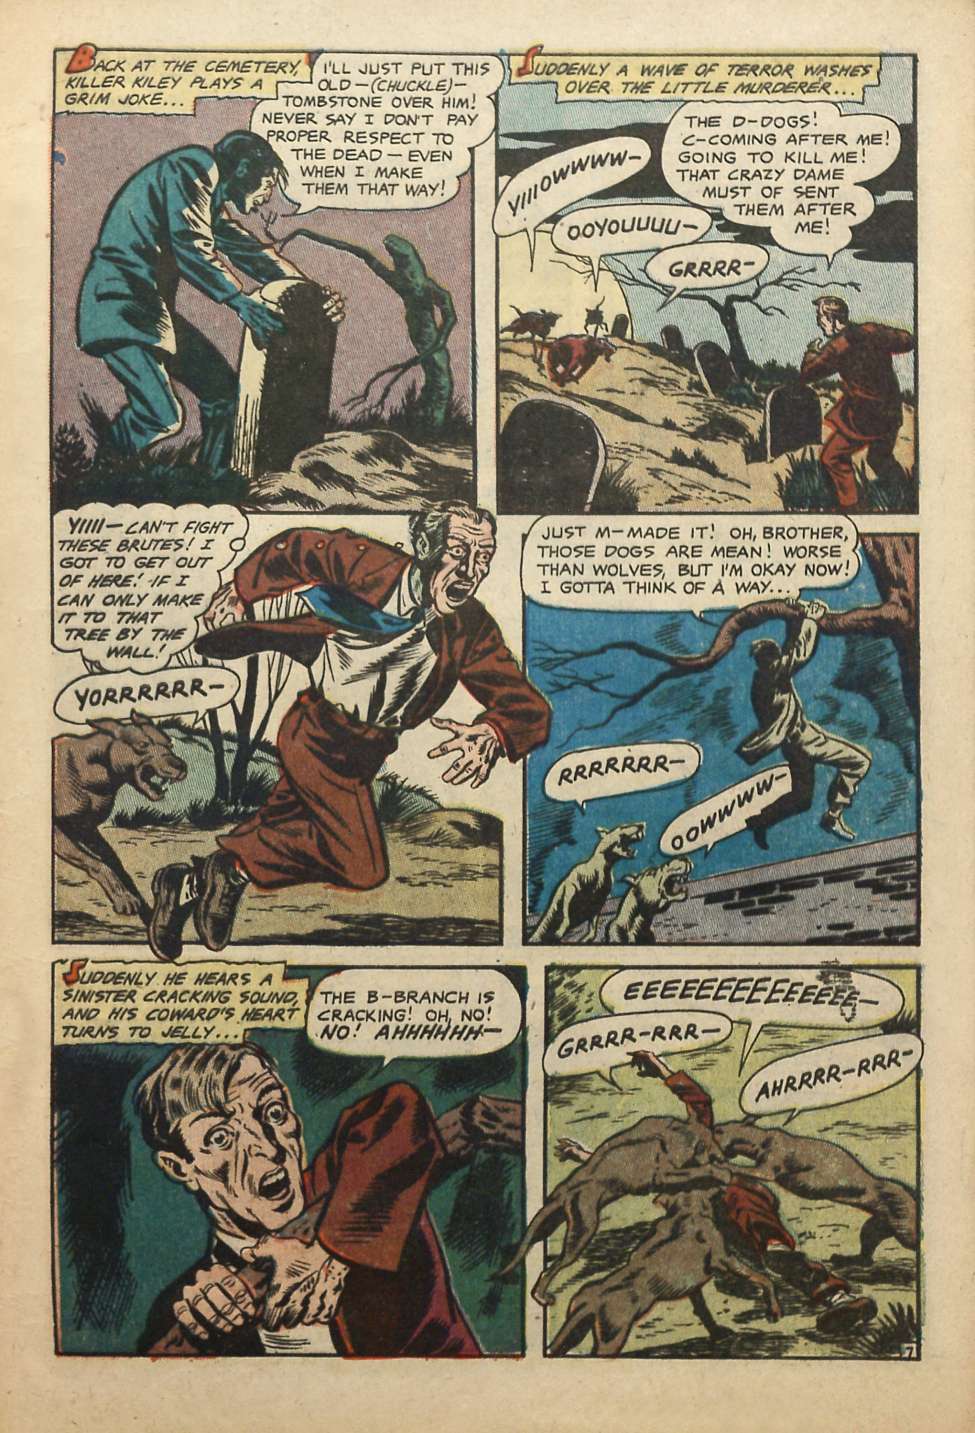 BACK AT THE CEMETERY,
KILLER KILEY PLAYS A
GRIM JOKE...
I'LL JUST PUT THIS
OLD-(CHUCKLE)-
TOMBSTONE OVER HIM!
NEVER SAY I DON'T PAY
PROPER RESPECT TO
THE DEAD - EVEN
WHEN I MAKE
THEM THAT WAY!
SUDDENLY A WAVE OF TERROR WASHES
OVER THE LITTLE MURDERER...
YIIIIOWWWW-
OOYOUUUU-
GRRRR-
THE D-DOGS!
C-COMING AFTER ME!
GOING TO KILL ME!
THAT CRAZY DAME
MUST OF SENT
THEM AFTER
ME!
YIIII- CAN'T FIGHT
THESE BRUTES! I
GOT TO GET OUT
OF HERE! IF I
CAN ONLY MAKE
IT TO THAT
TREE BY THE
WALL!
YORRRRRR-
JUST M-MADE IT! OH, BROTHER,
THOSE DOGS ARE MEAN! WORSE
THAN WOLVES, BUT I'M OKAY NOW!
I GOTTA THINK OF A WAY...
RRRRRRR-
OOWWWW-
SUDDENLY HE HEARS A
SINISTER CRACKING SOUND,
AND HIS COWARD'S HEART
TURNS TO JELLY...
THE B-BRANCH IS
CRACKING! OH, NO!
NO! AHHHHHH-
EEEEEEEEEEEEEE-
GRRRR-RRR-
AHRRRR-RRR-
7